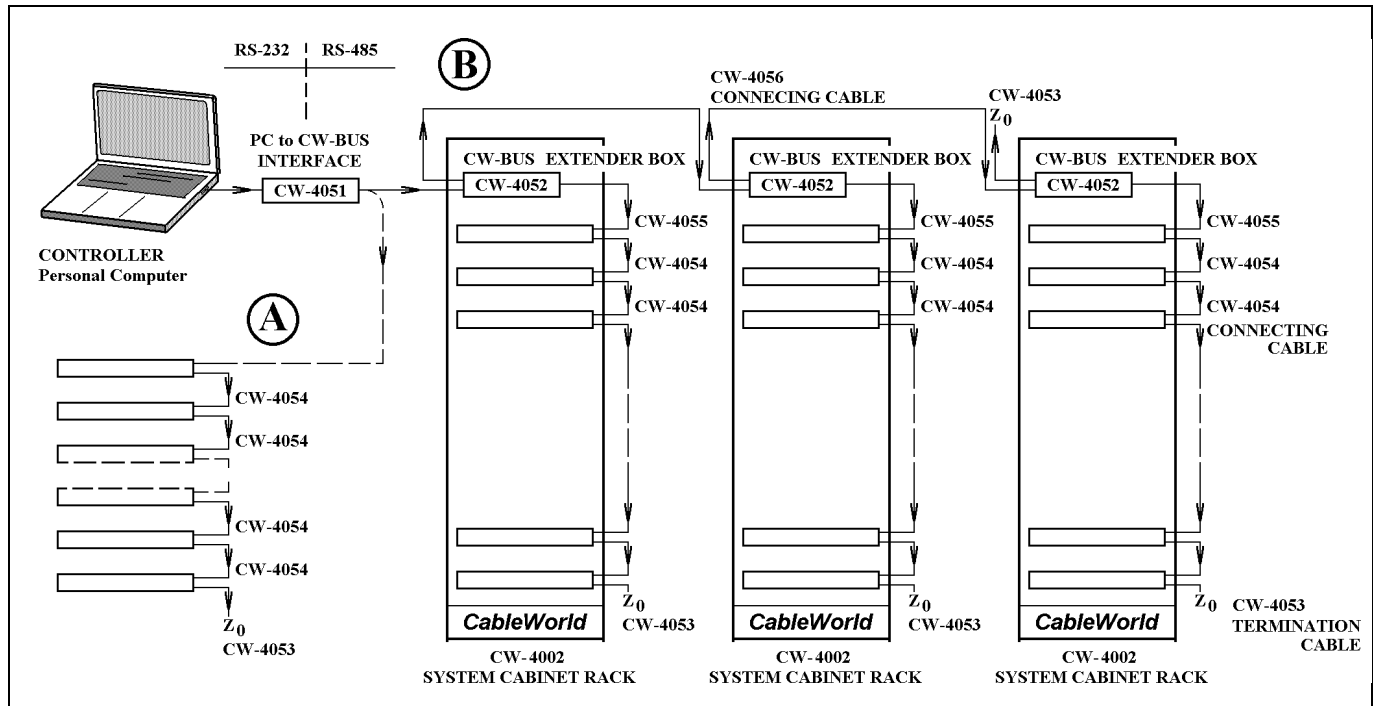 RS-232 RS-485
B
CW-4056
CONNECING CABLE
CW-4053
Z0
PC to CW-BUS
INTERFACE
CW-4051
CW-BUS EXTENDER BOX
CW-4052
CW-4055
CW-4054
CW-4054
CW-BUS EXTENDER BOX
CW-4052
CW-4055
CW-4054
CW-4054
CW-BUS EXTENDER BOX
CW-4052
CW-4055
CW-4054
CW-4054
CONNECTING
CABLE
CONTROLLER
Personal Computer
A
CW-4054
CW-4054
CW-4054
CW-4054
Z0
CW-4053
Z0
CW-4053
CableWorld
CW-4002
SYSTEM CABINET RACK
Z0
CW-4053
CableWorld
CW-4002
SYSTEM CABINET RACK
Z0
CW-4053
TERMINATION
CABLE
CableWorld
CW-4002
SYSTEM CABINET RACK